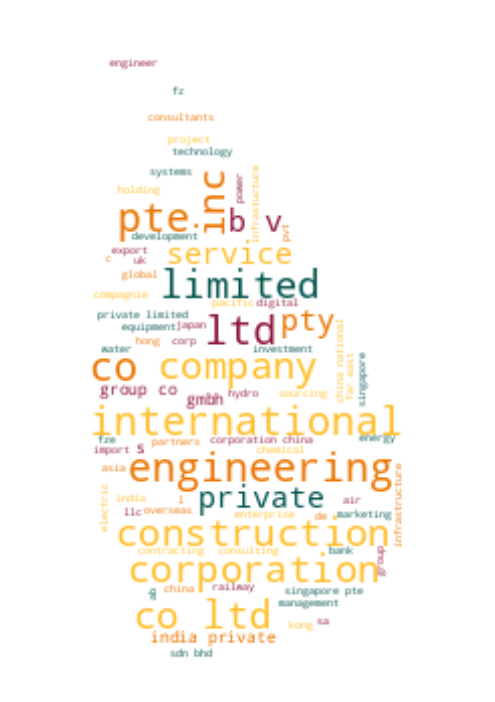 engineer
fz
consultants
project
technology
systems
holding
power
infrastucture
inc
pte
b v
pvt
development
export
service
c uk
global
limited
compagnie
pacific digital
private limited
equipment japan
ltd
pty
hong corp
water
investment
china national
far east
singapore
co company
group co
gmbh
hydro
sourcing
international
fze
partners
corporation china
energy
import s
chemical
asia
engineering
infrastructure
electric
india
l
private
air
llc overseas
enterprise
de
marketing
construction
contracting
consulting
bank
group
corporation
ab
china
railway
singapore pte
management
co ltd
kong
sa
india private
sdn bhd